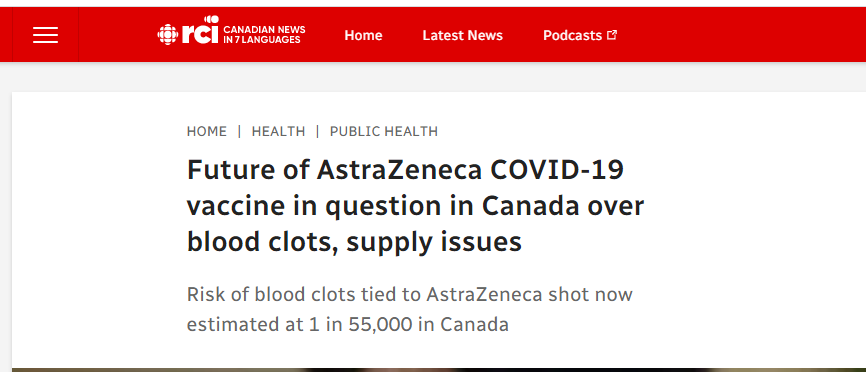 rci CANADIAN NEWS
IN 7 LANGUAGES
Home
Latest News
Podcasts
HOME | HEALTH | PUBLIC HEALTH
Future of AstraZeneca COVID-19
vaccine in question in Canada over
blood clots, supply issues
Risk of blood clots tied to AstraZeneca shot now
estimated at 1 in 55,000 in Canada